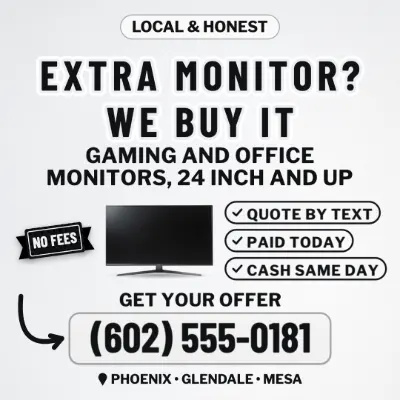 LOCAL & HONEST
EXTRA MONITOR?
WE BUY IT
GAMING AND OFFICE
MONITORS, 24 INCH AND UP
NO FEES
QUOTE BY TEXT
PAID TODAY
CASH SAME DAY
GET YOUR OFFER
(602) 555-0181
PHOENIX • GLENDALE • MESA